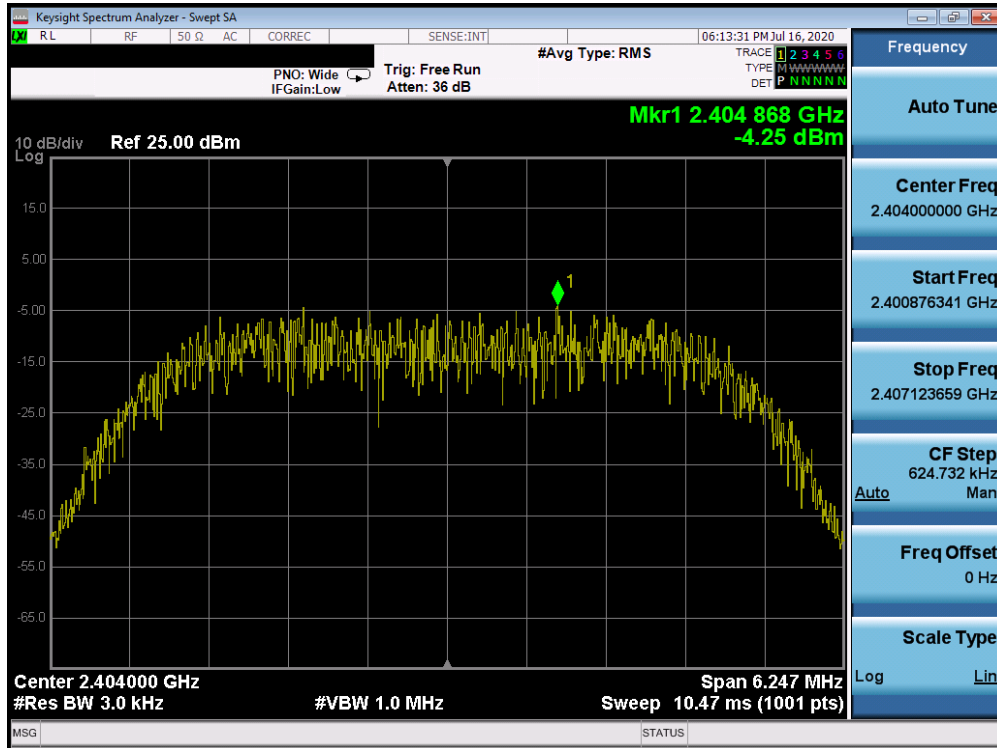 Keysight Spectrum Analyzer - Swept SA
LXI RL RF 50 Ω AC CORREC SENSE:INT 06:13:31 PM Jul 16, 2020
#Avg Type: RMS TRACE 1 2 3 4 5 6
PNO: Wide Trig: Free Run TYPE M WWWWW
IFGain:Low Atten: 36 dB DET P N N N N N
Mkr1 2.404 868 GHz
-4.25 dBm
10 dB/div Ref 25.00 dBm
Log
15.0
5.00
1
-5.00
-15.0
-25.0
-35.0
-45.0
-55.0
-65.0
Center 2.404000 GHz Span 6.247 MHz
#Res BW 3.0 kHz #VBW 1.0 MHz Sweep 10.47 ms (1001 pts)
MSG STATUS
Frequency
Auto Tune
Center Freq
2.404000000 GHz
Start Freq
2.400876341 GHz
Stop Freq
2.407123659 GHz
CF Step
624.732 kHz
Auto Man
Freq Offset
0 Hz
Scale Type
Log Lin